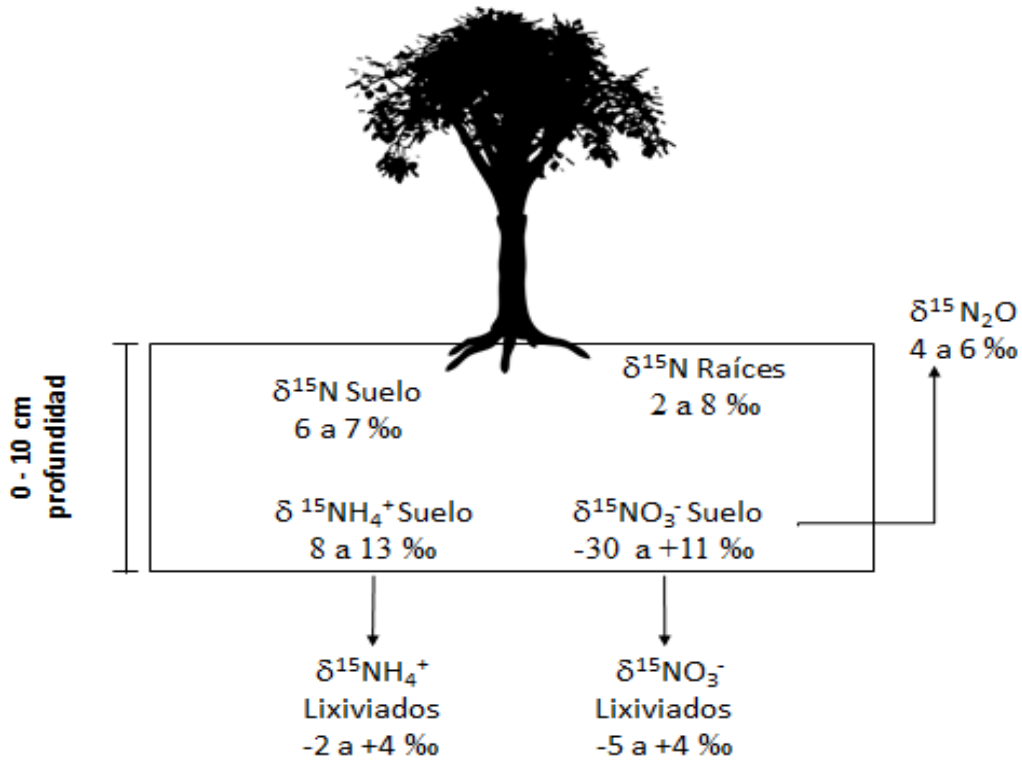 δ¹⁵N₂O
4 a 6 ‰
0 - 10 cm
profundidad
δ¹⁵N Suelo
6 a 7 ‰
δ¹⁵N Raíces
2 a 8 ‰
δ ¹⁵NH₄⁺ Suelo
8 a 13 ‰
δ¹⁵NO₃⁻ Suelo
-30 a +11 ‰
δ¹⁵NH₄⁺
Lixiviados
-2 a +4 ‰
δ¹⁵NO₃⁻
Lixiviados
-5 a +4 ‰